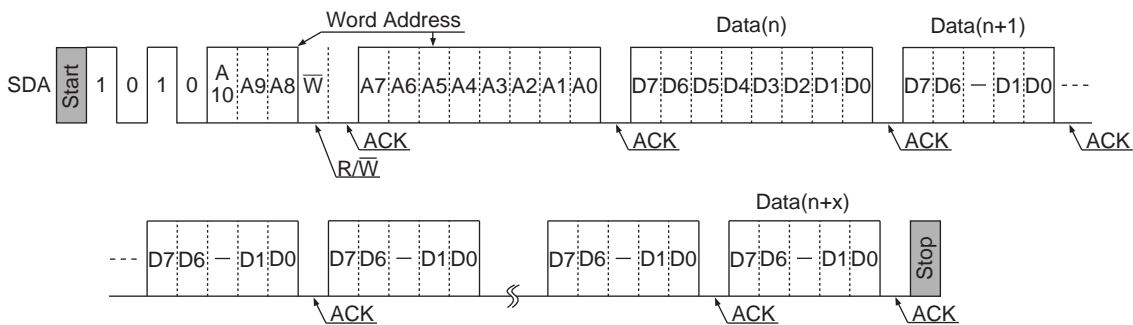 Word Address
Data(n)
Data(n+1)
SDA Start 1 0 1 0 A10 A9 A8 W̅ A7 A6 A5 A4 A3 A2 A1 A0 D7 D6 D5 D4 D3 D2 D1 D0 D7 D6 – D1 D0
ACK ACK ACK ACK
R/W̅
Data(n+x)
D7 D6 – D1 D0 D7 D6 – D1 D0 D7 D6 – D1 D0 D7 D6 – D1 D0 Stop
ACK ACK ACK